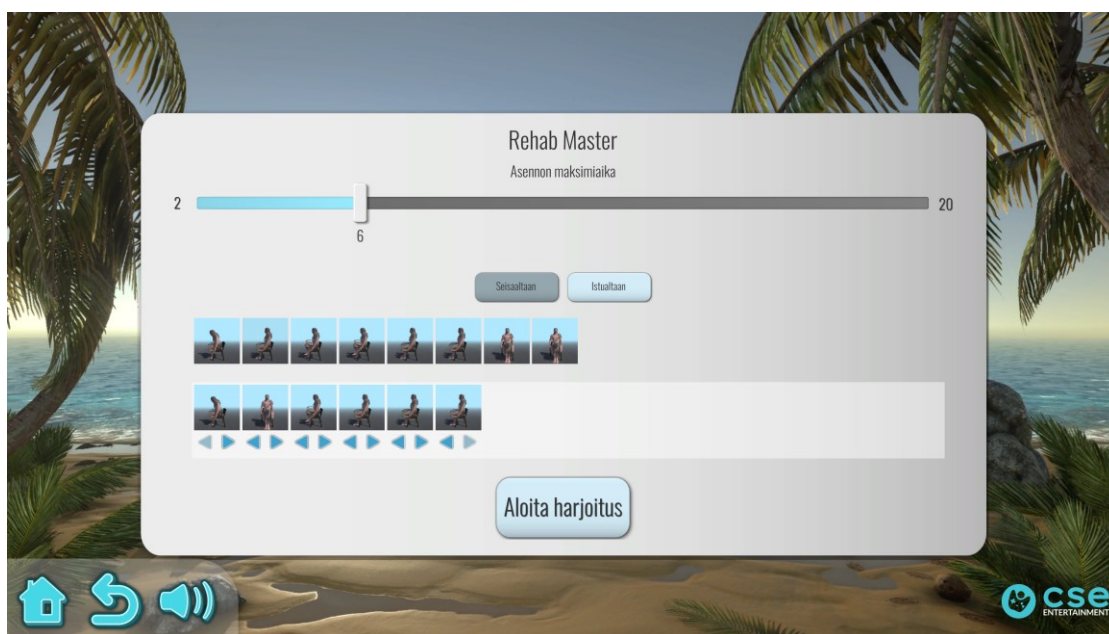 Rehab Master
Asennon maksimiaika
2
20
6
Seisaaltaan
Istualtaan
Aloita harjoitus
cse
ENTERTAINMENT